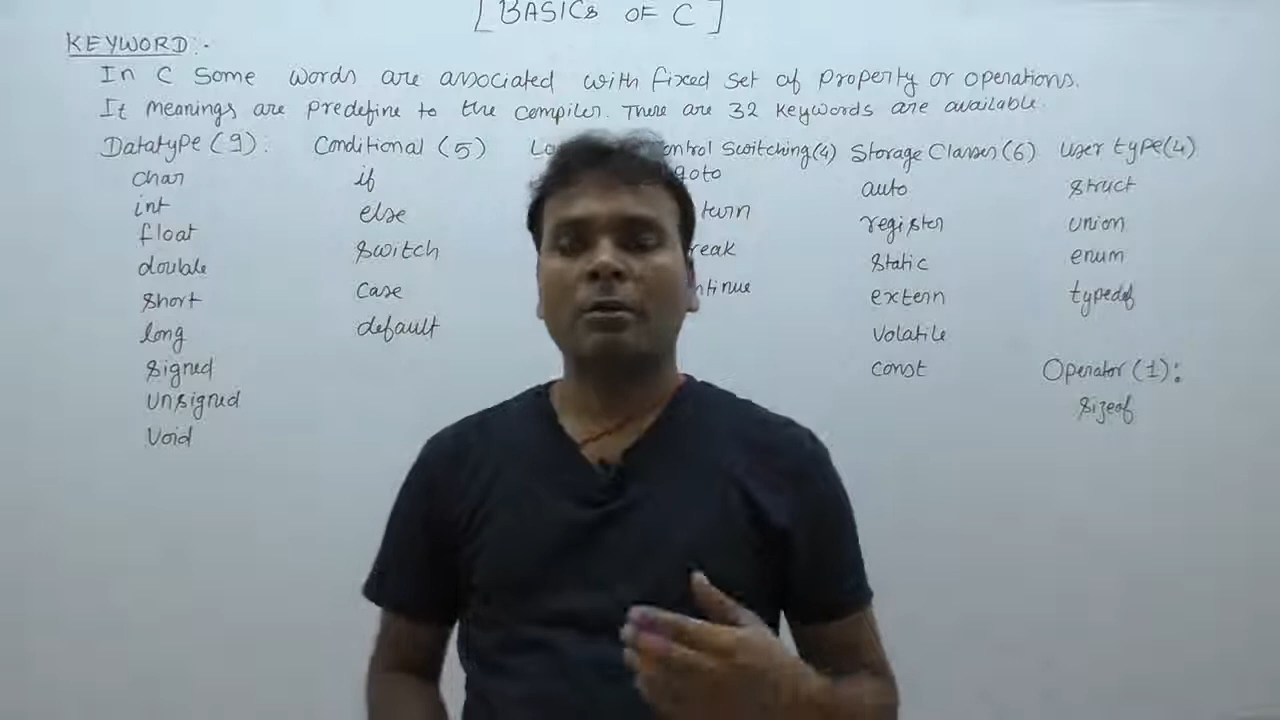 [BASICS OF C]
KEYWORD:-
In C Some words are associated with fixed set of property or operations.
It meanings are predefine to the compiler. There are 32 keywords are available.
Datatype (9):
char
int
float
double
short
long
signed
unsigned
void
Conditional (5)
if
else
switch
case
default
Switching(4)
goto
Storage Classes(6)
auto
register
static
extern
volatile
const
User type(4)
struct
union
enum
typedef
Operator (1):
sizeof